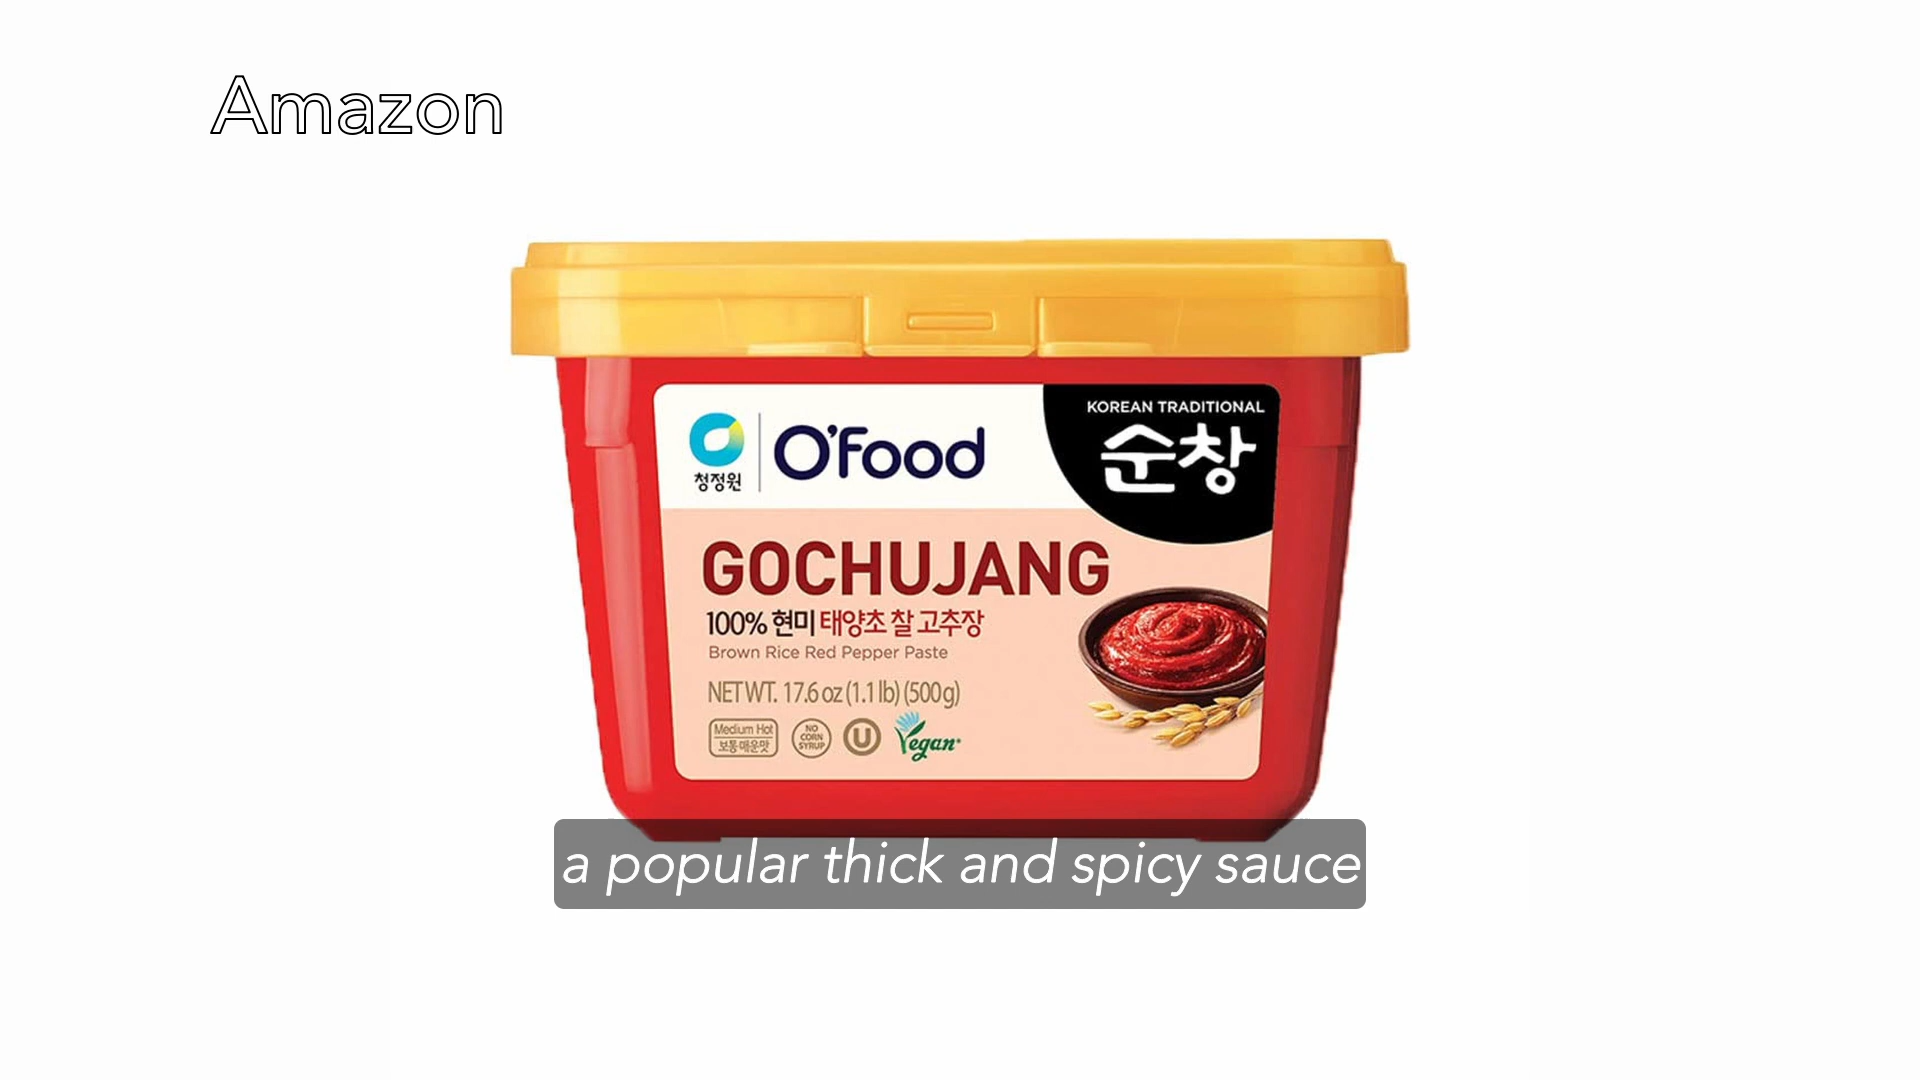 Amazon
청정원
O'Food
KOREAN TRADITIONAL
순창
GOCHUJANG
100% 현미 태양초 찰 고추장
Brown Rice Red Pepper Paste
NET WT. 17.6 oz (1.1 lb) (500g)
Medium Hot
보통 매운맛
NO
CORN
SYRUP
U
Vegan*
a popular thick and spicy sauce